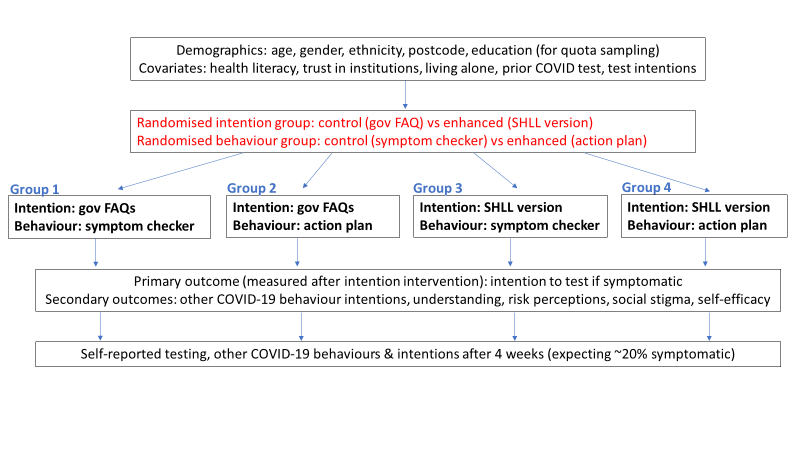 Demographics: age, gender, ethnicity, postcode, education (for quota sampling)
Covariates: health literacy, trust in institutions, living alone, prior COVID test, test intentions
Randomised intention group: control (gov FAQ) vs enhanced (SHLL version)
Randomised behaviour group: control (symptom checker) vs enhanced (action plan)
Group 1
Intention: gov FAQs
Behaviour: symptom checker
Group 2
Intention: gov FAQs
Behaviour: action plan
Group 3
Intention: SHLL version
Behaviour: symptom checker
Group 4
Intention: SHLL version
Behaviour: action plan
Primary outcome (measured after intention intervention): intention to test if symptomatic
Secondary outcomes: other COVID-19 behaviour intentions, understanding, risk perceptions, social stigma, self-efficacy
Self-reported testing, other COVID-19 behaviours & intentions after 4 weeks (expecting ~20% symptomatic)